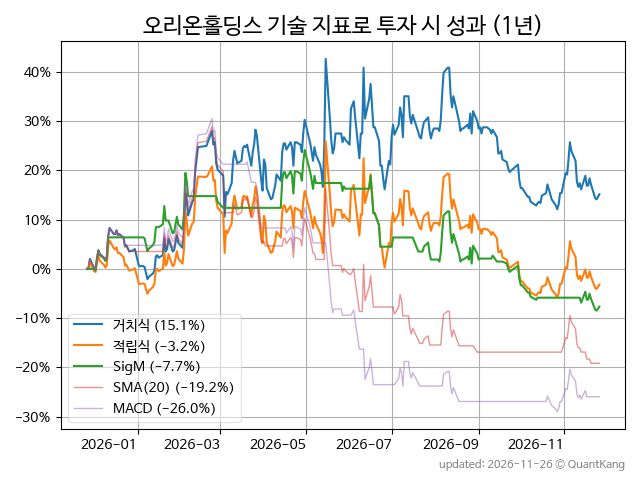 오리온홀딩스 기술 지표로 투자 시 성과 (1년)
40%
30%
20%
10%
0%
−10%
−20%
−30%
거치식 (15.1%)
적립식 (−3.2%)
SigM (−7.7%)
SMA(20) (−19.2%)
MACD (−26.0%)
2026-01
2026-03
2026-05
2026-07
2026-09
2026-11
updated: 2026-11-26 © QuantKang